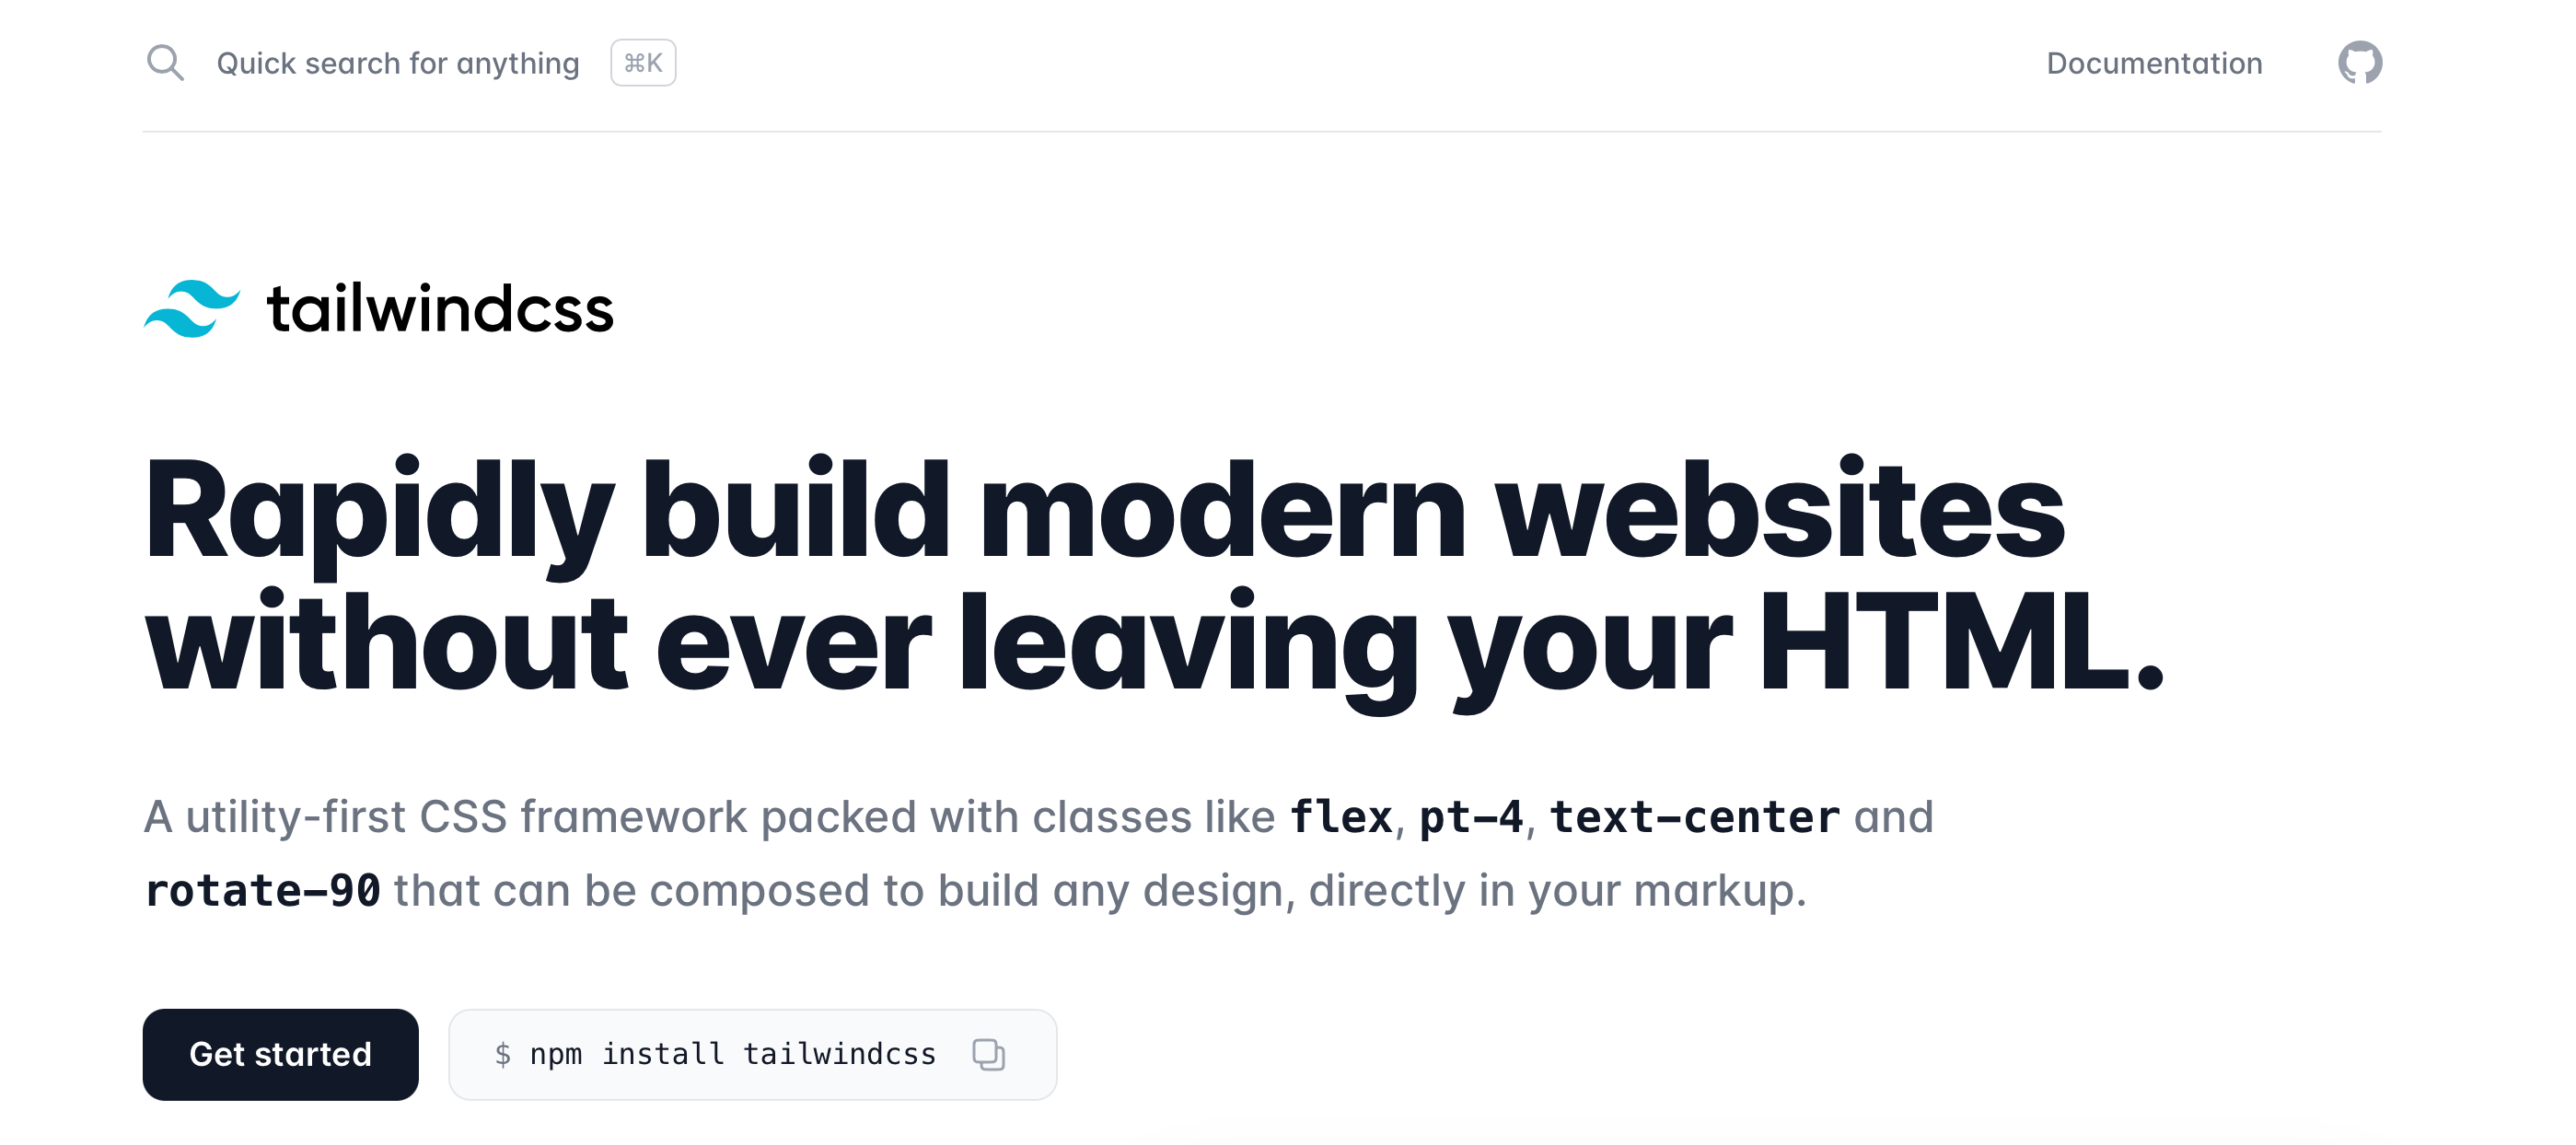 Quick search for anything ⌘K Documentation
tailwindcss
Rapidly build modern websites
without ever leaving your HTML.
A utility-first CSS framework packed with classes like flex, pt-4, text-center and
rotate-90 that can be composed to build any design, directly in your markup.
Get started $ npm install tailwindcss